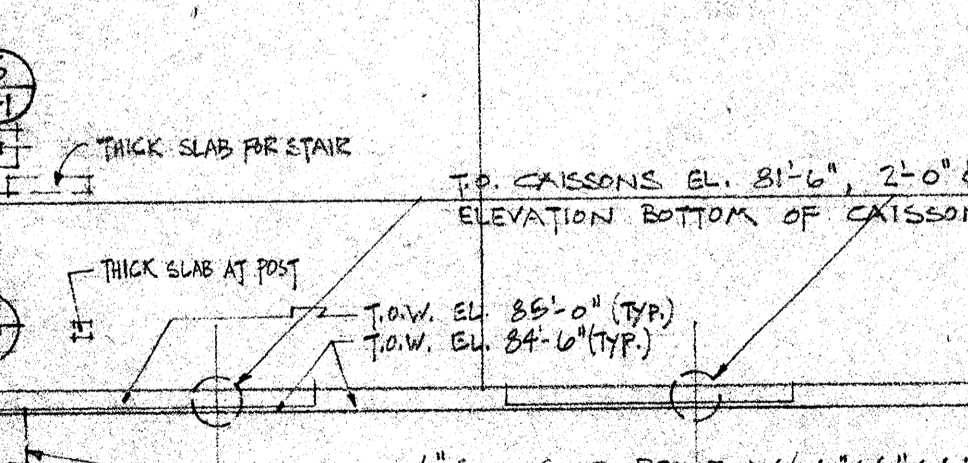 THICK SLAB FOR STAIR
T.O. CAISSONS EL. 81'-6", 2'-0"
ELEVATION BOTTOM OF CAISSON
THICK SLAB AT POST
T.O.W. EL. 85'-0" (TYP.)
T.O.W. EL. 84'-6" (TYP.)